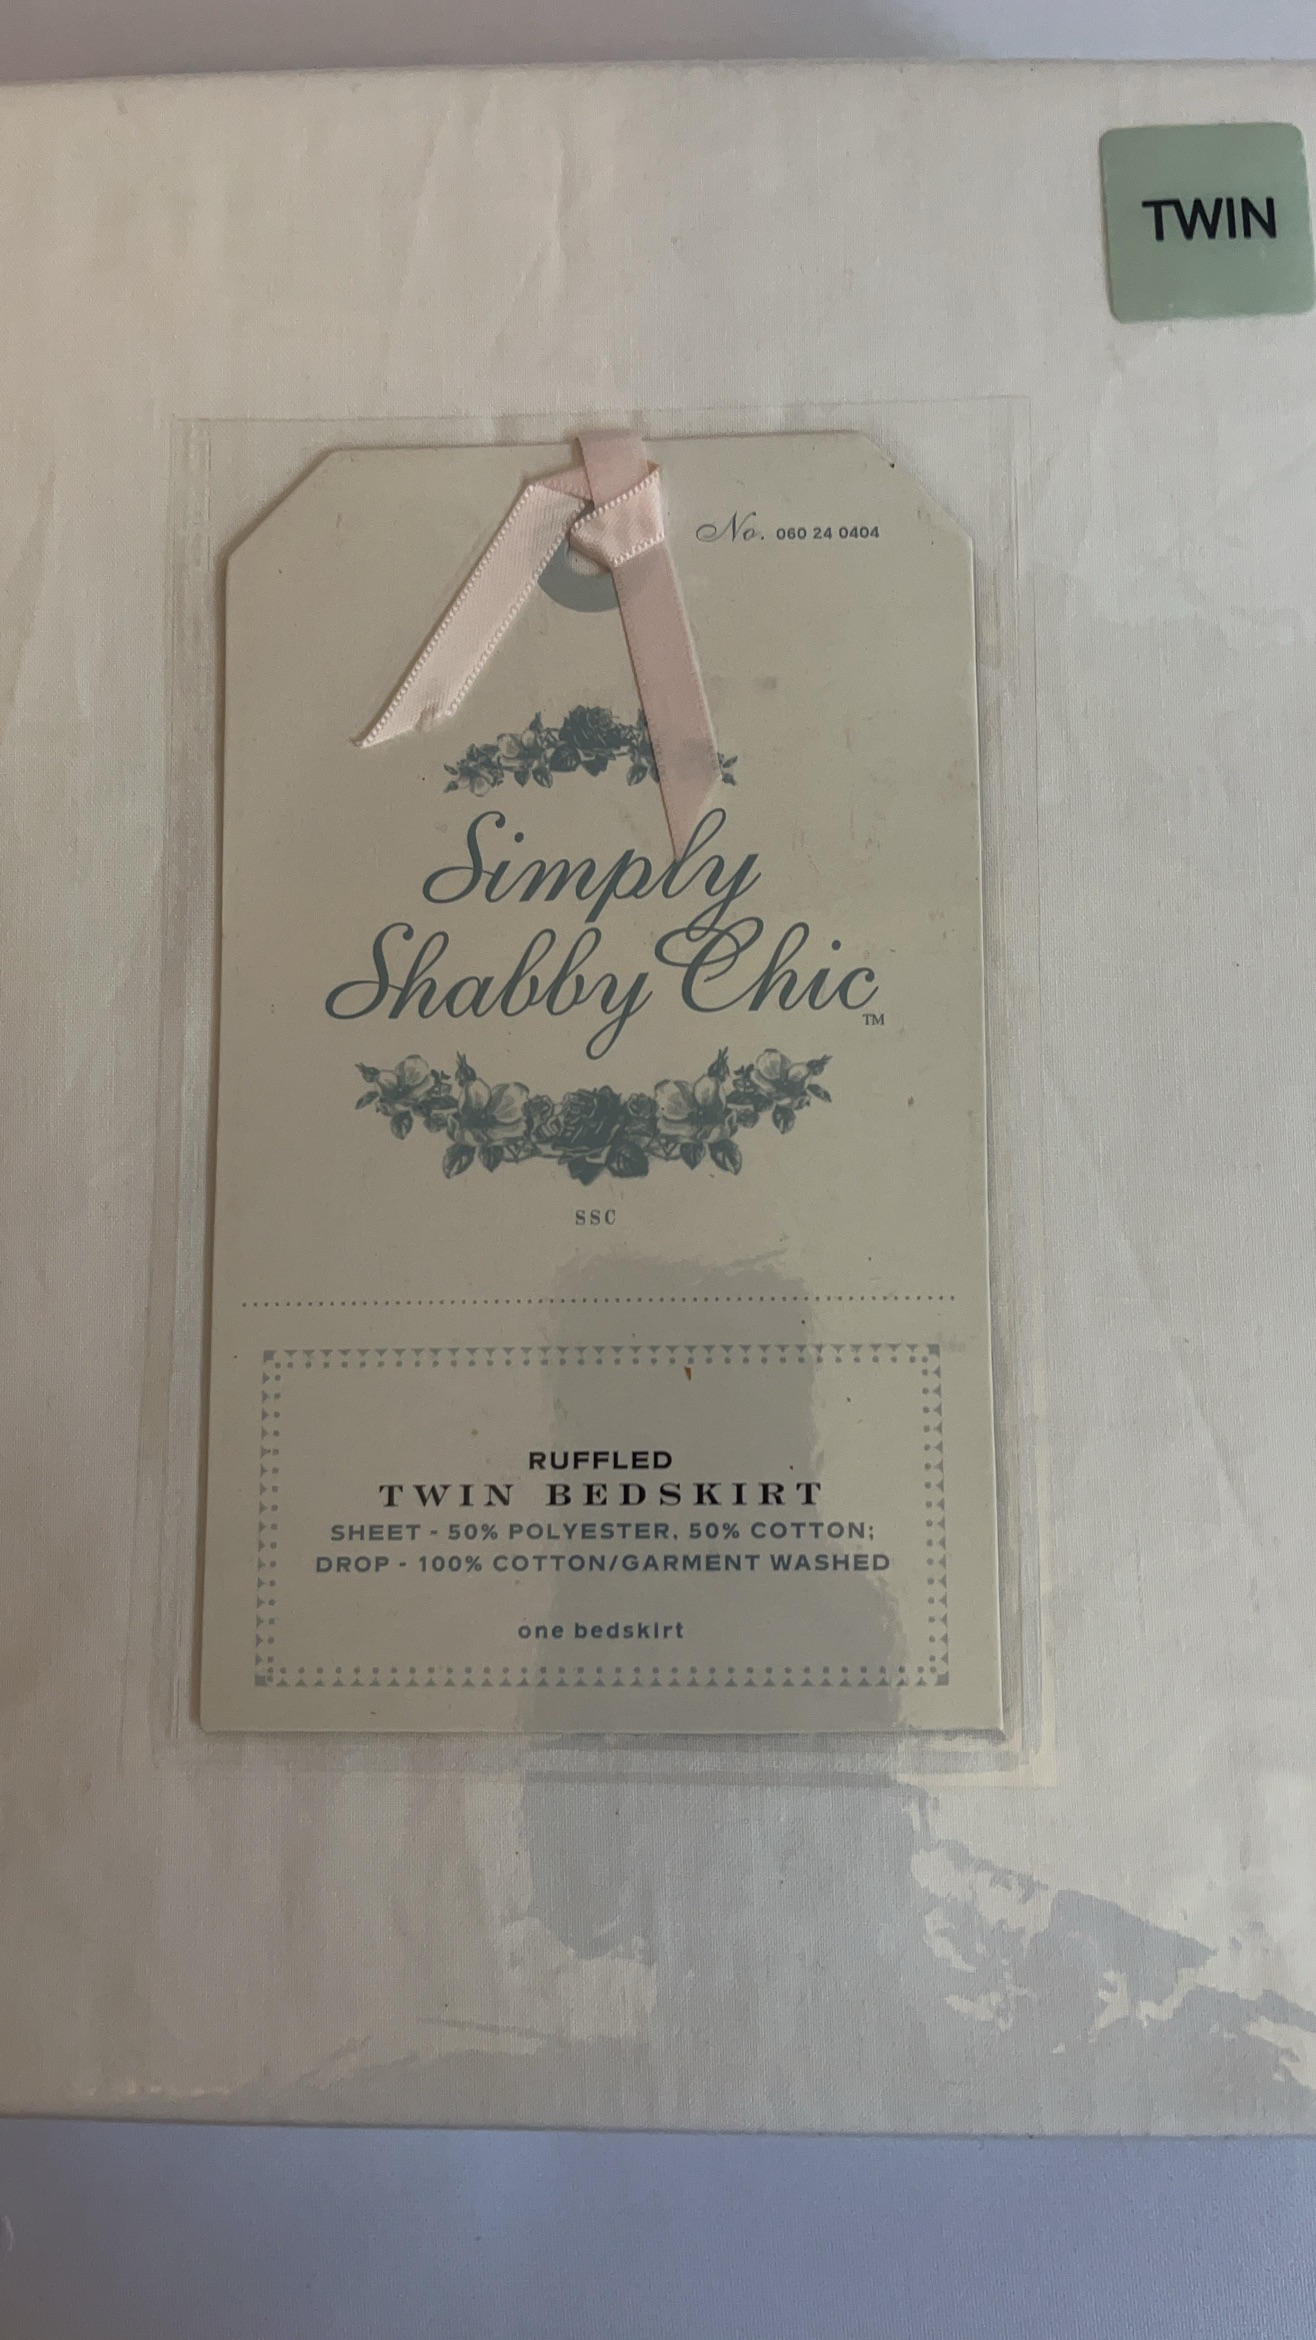 TWIN
No. 060 24 0404
Simply
Shabby Chic
TM
SSC
RUFFLED
TWIN BEDSKIRT
SHEET - 50% POLYESTER, 50% COTTON;
DROP - 100% COTTON/GARMENT WASHED
one bedskirt